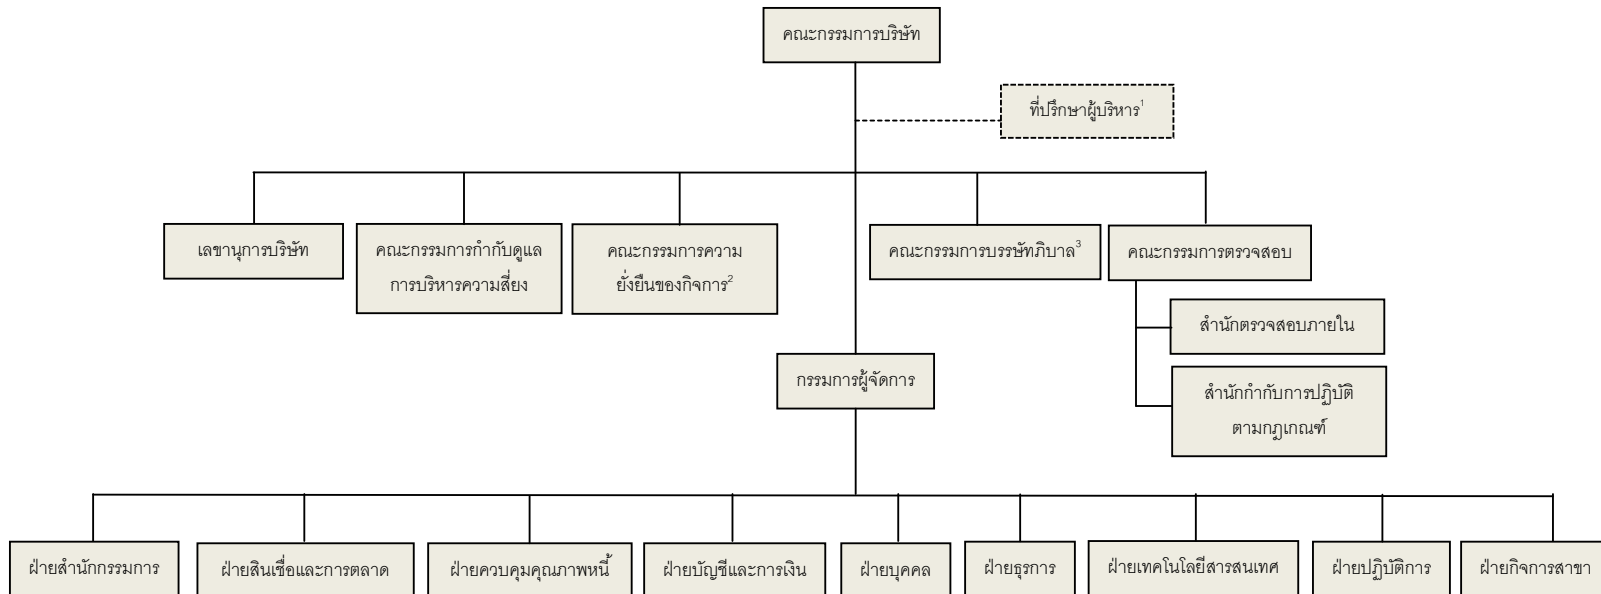 คณะกรรมการบริษัท
ที่ปรึกษาผู้บริหาร¹
เลขานุการบริษัท
คณะกรรมการกำกับดูแล
การบริหารความเสี่ยง
คณะกรรมการความ
ยั่งยืนของกิจการ²
คณะกรรมการบรรษัทภิบาล³
คณะกรรมการตรวจสอบ
สำนักตรวจสอบภายใน
สำนักกำกับการปฏิบัติ
ตามกฎเกณฑ์
กรรมการผู้จัดการ
ฝ่ายสำนักกรรมการ
ฝ่ายสินเชื่อและการตลาด
ฝ่ายควบคุมคุณภาพหนี้
ฝ่ายบัญชีและการเงิน
ฝ่ายบุคคล
ฝ่ายธุรการ
ฝ่ายเทคโนโลยีสารสนเทศ
ฝ่ายปฏิบัติการ
ฝ่ายกิจการสาขา